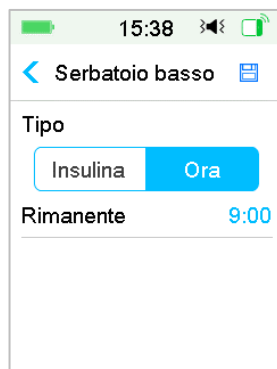 15:38
Serbatoio basso
Tipo
Insulina Ora
Rimanente 9:00